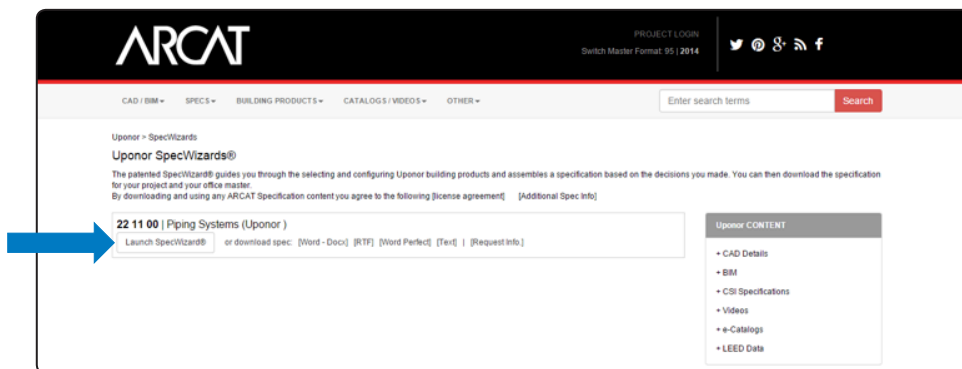 ARCAT
PROJECT LOGIN
Switch Master Format: 95 | 2014
CAD / BIM SPECS BUILDING PRODUCTS CATALOGS / VIDEOS OTHER
Enter search terms Search
Uponor > SpecWizards
Uponor SpecWizards®
The patented SpecWizard® guides you through the selecting and configuring Uponor building products and assembles a specification based on the decisions you made. You can then download the specification
for your project and your office master.
By downloading and using any ARCAT Specification content you agree to the following [license agreement] [Additional Spec Info]
22 11 00 | Piping Systems (Uponor )
Launch SpecWizard® or download spec: [Word - Docx] [RTF] [Word Perfect] [Text] | [Request Info.]
Uponor CONTENT
+ CAD Details
+ BIM
+ CSI Specifications
+ Videos
+ e-Catalogs
+ LEED Data